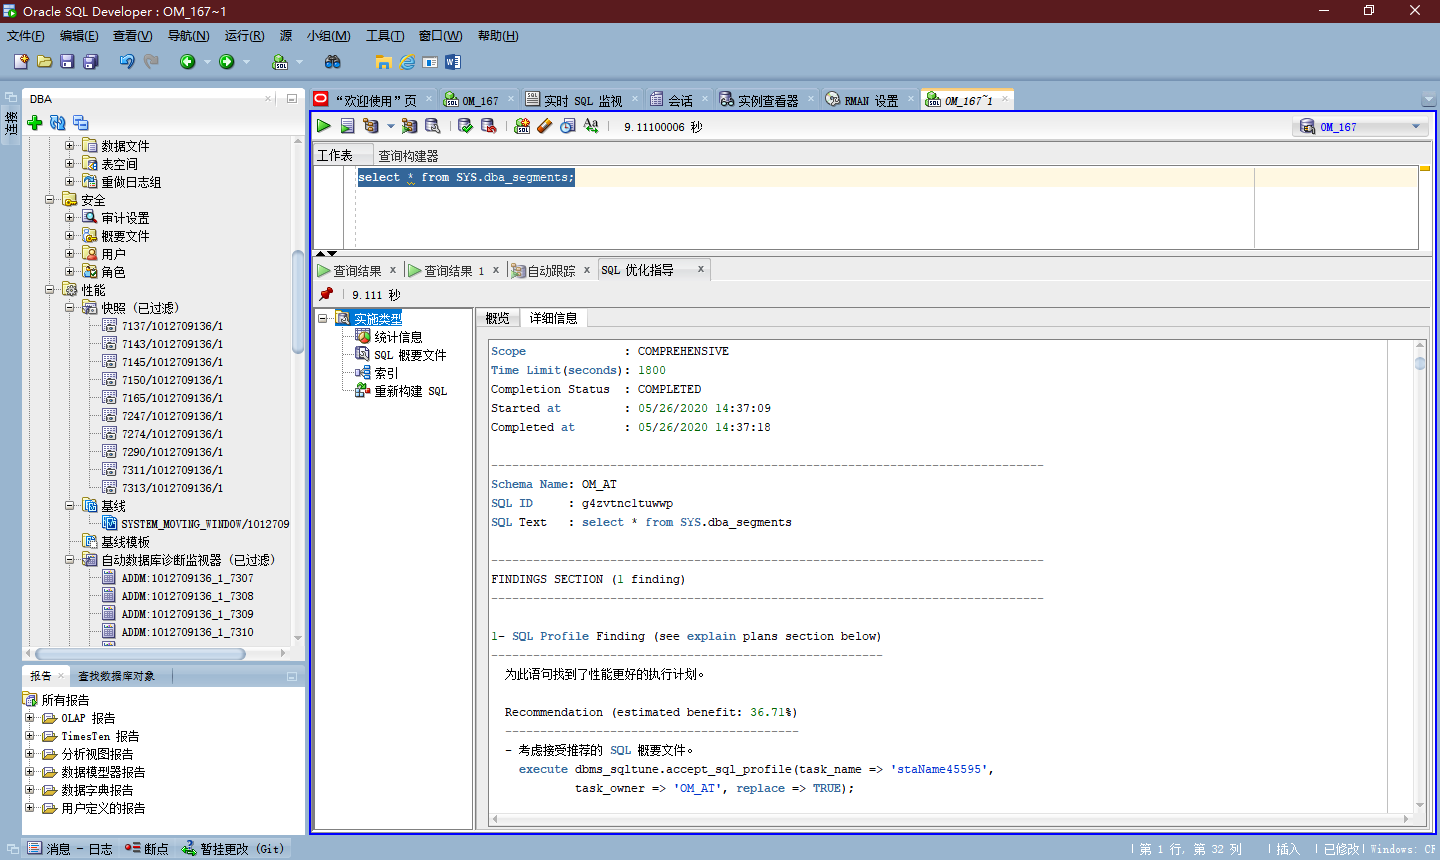 Oracle SQL Developer : OM_167~1
文件(F) 编辑(E) 查看(V) 导航(N) 运行(R) 源 小组(M) 工具(T) 窗口(W) 帮助(H)
连接
DBA
数据文件
表空间
重做日志组
安全
审计设置
概要文件
用户
角色
性能
快照 (已过滤)
7137/1012709136/1
7143/1012709136/1
7145/1012709136/1
7150/1012709136/1
7165/1012709136/1
7247/1012709136/1
7274/1012709136/1
7290/1012709136/1
7311/1012709136/1
7313/1012709136/1
基线
SYSTEM_MOVING_WINDOW/1012709
基线模板
自动数据库诊断监视器 (已过滤)
ADDM:1012709136_1_7307
ADDM:1012709136_1_7308
ADDM:1012709136_1_7309
ADDM:1012709136_1_7310
报告 查找数据库对象
所有报告
OLAP 报告
TimesTen 报告
分析视图报告
数据模型器报告
数据字典报告
用户定义的报告
“欢迎使用”页 OM_167 实时 SQL 监视 会话 实例查看器 RMAN 设置 OM_167~1
9.11100006 秒
OM_167
工作表 查询构建器
select * from SYS.dba_segments;
查询结果 查询结果 1 自动跟踪 SQL 优化指导
9.111 秒
实施类型
统计信息
SQL 概要文件
索引
重新构建 SQL
概览 详细信息
Scope : COMPREHENSIVE
Time Limit(seconds): 1800
Completion Status : COMPLETED
Started at : 05/26/2020 14:37:09
Completed at : 05/26/2020 14:37:18
-------------------------------------------------------------------------------
Schema Name: OM_AT
SQL ID : g4zvtncltuwwp
SQL Text : select * from SYS.dba_segments
-------------------------------------------------------------------------------
FINDINGS SECTION (1 finding)
-------------------------------------------------------------------------------
1- SQL Profile Finding (see explain plans section below)
--------------------------------------------------------
为此语句找到了性能更好的执行计划。
Recommendation (estimated benefit: 36.71%)
------------------------------------------
- 考虑接受推荐的 SQL 概要文件。
execute dbms_sqltune.accept_sql_profile(task_name => 'staName45595',
task_owner => 'OM_AT', replace => TRUE);
消息 - 日志 断点 暂挂更改 (Git)
第 1 行, 第 32 列 插入 已修改 Windows: CF